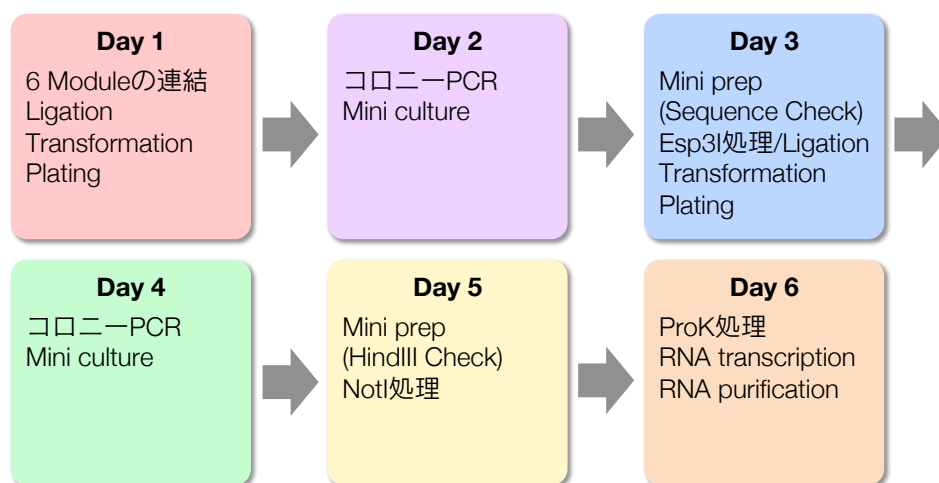 Day 1
6 Moduleの連結
Ligation
Transformation
Plating
Day 2
コロニーPCR
Mini culture
Day 3
Mini prep
(Sequence Check)
Esp3I処理/Ligation
Transformation
Plating
Day 4
コロニーPCR
Mini culture
Day 5
Mini prep
(HindIII Check)
NotI処理
Day 6
ProK処理
RNA transcription
RNA purification